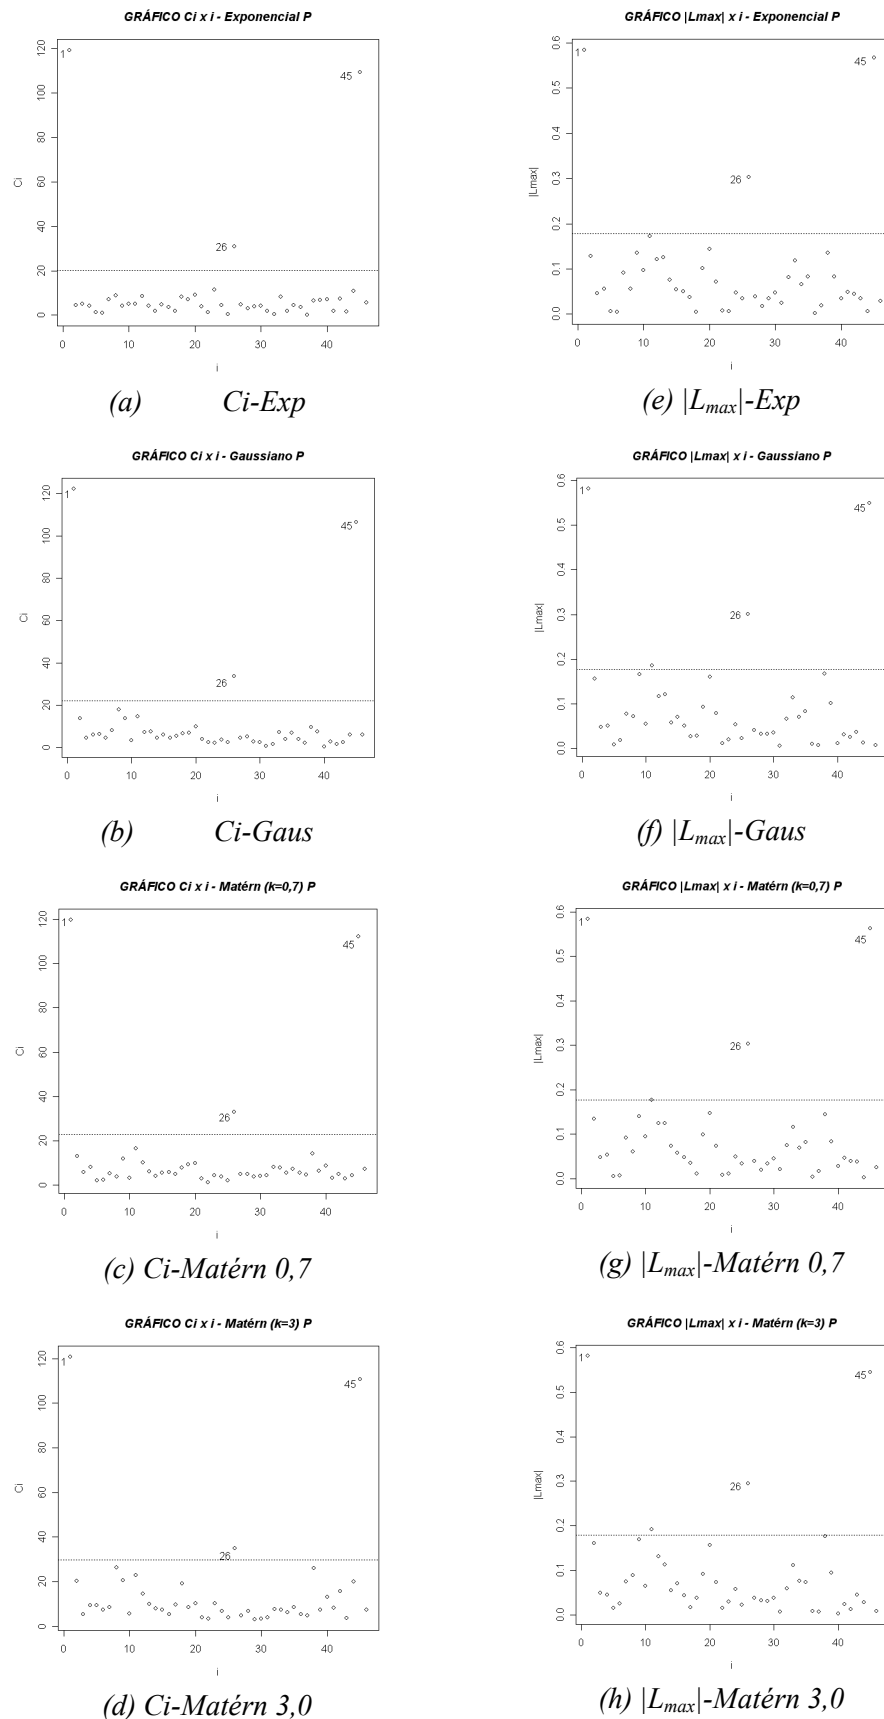 GRÁFICO Ci x i - Exponencial P
120
100
80
60
40
20
0
Ci
1
45
26
0 10 20 30 40
i
(a) Ci-Exp
GRÁFICO |Lmax| x i - Exponencial P
0.6
0.5
0.4
0.3
0.2
0.1
0.0
|Lmax|
1
45
26
0 10 20 30 40
i
(e) |Lmax|-Exp
GRÁFICO Ci x i - Gaussiano P
120
100
80
60
40
20
0
Ci
1
45
26
0 10 20 30 40
i
(b) Ci-Gaus
GRÁFICO |Lmax| x i - Gaussiano P
0.6
0.5
0.4
0.3
0.2
0.1
0.0
|Lmax|
1
45
26
0 10 20 30 40
i
(f) |Lmax|-Gaus
GRÁFICO Ci x i - Matérn (k=0,7) P
120
100
80
60
40
20
0
Ci
1
45
26
0 10 20 30 40
i
(c) Ci-Matérn 0,7
GRÁFICO |Lmax| x i - Matérn (k=0,7) P
0.6
0.5
0.4
0.3
0.2
0.1
0.0
|Lmax|
1
45
26
0 10 20 30 40
i
(g) |Lmax|-Matérn 0,7
GRÁFICO Ci x i - Matérn (k=3) P
120
100
80
60
40
20
0
Ci
1
45
26
0 10 20 30 40
i
(d) Ci-Matérn 3,0
GRÁFICO |Lmax| x i - Matérn (k=3) P
0.6
0.5
0.4
0.3
0.2
0.1
0.0
|Lmax|
1
45
26
0 10 20 30 40
i
(h) |Lmax|-Matérn 3,0